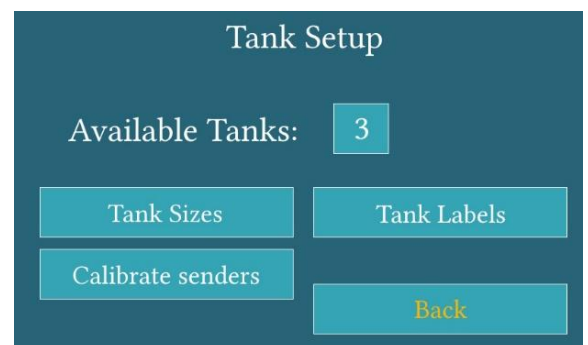 Tank Setup
Available Tanks: 3
Tank Sizes
Tank Labels
Calibrate senders
Back